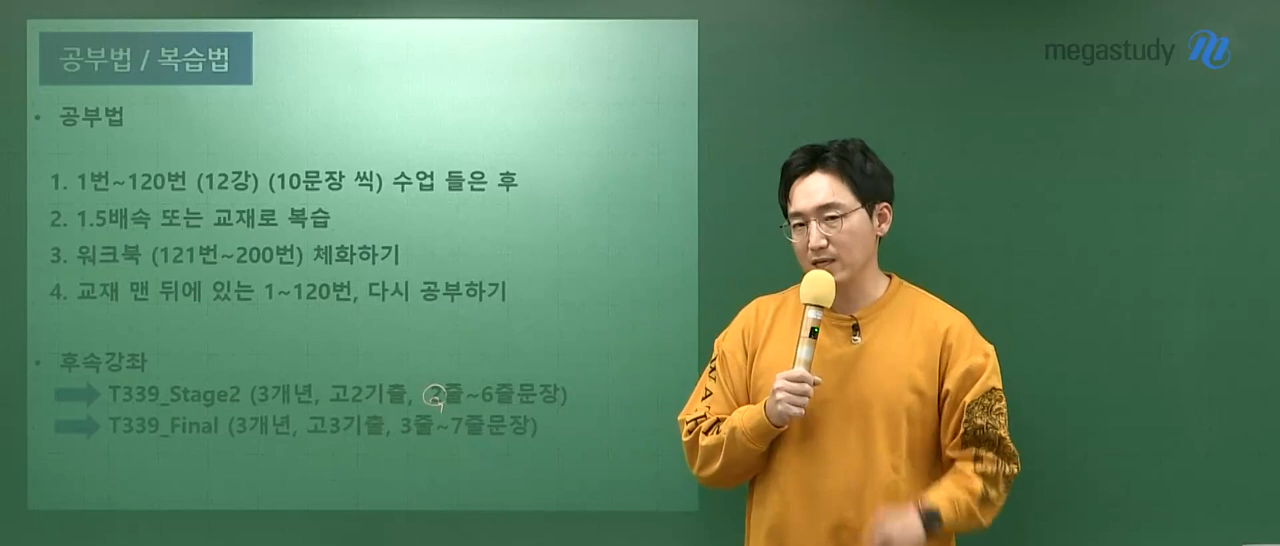 megastudy
공부법 / 복습법
• 공부법
1. 1번~120번 (12강) (10문장 씩) 수업 들은 후
2. 1.5배속 또는 교재로 복습
3. 워크북 (121번~200번) 체화하기
4. 교재 맨 뒤에 있는 1~120번, 다시 공부하기
• 후속강좌
T339_Stage2 (3개년, 고2기출, 2줄~6줄문장)
T339_Final (3개년, 고3기출, 3줄~7줄문장)